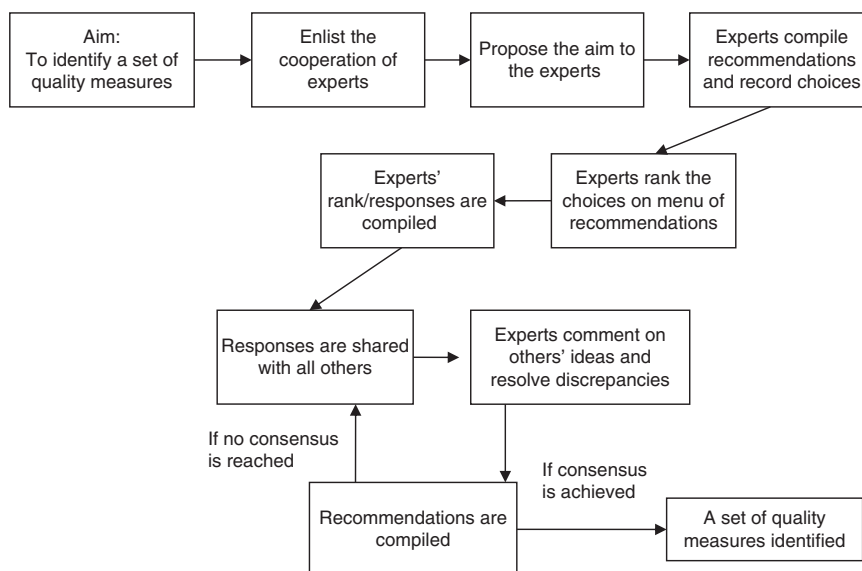 Aim:
To identify a set of
quality measures
Enlist the
cooperation of
experts
Propose the aim to
the experts
Experts compile
recommendations
and record choices
Experts rank the
choices on menu of
recommendations
Experts’
rank/responses are
compiled
Responses are shared
with all others
Experts comment on
others’ ideas and
resolve discrepancies
If no consensus
is reached
If consensus
is achieved
Recommendations are
compiled
A set of quality
measures identified